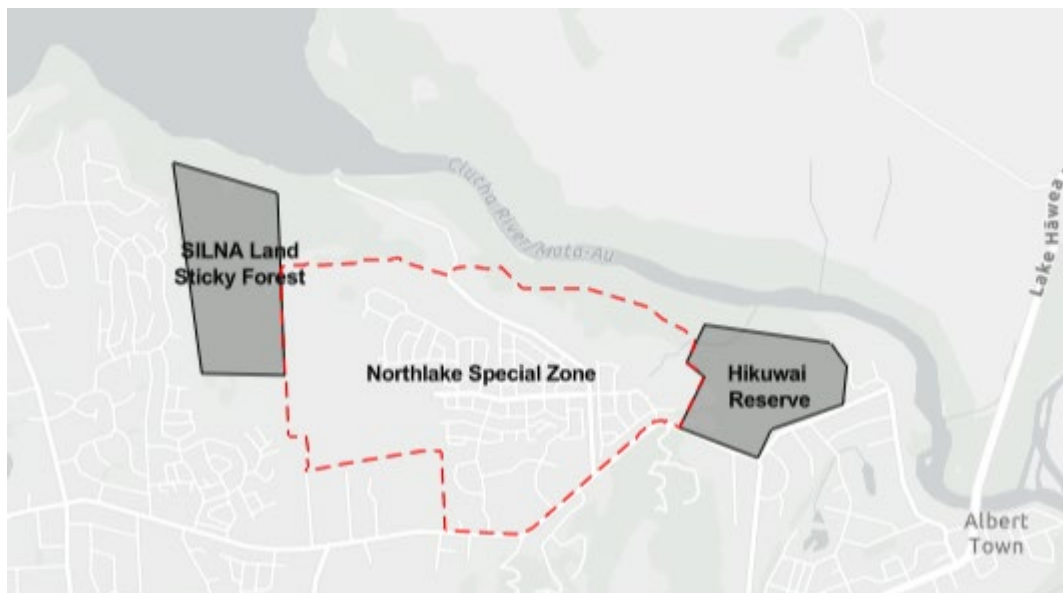 Clutha River/Mata-Au
SILNA Land
Sticky Forest
Northlake Special Zone
Hikuwai
Reserve
Lake Hāwea
Albert
Town